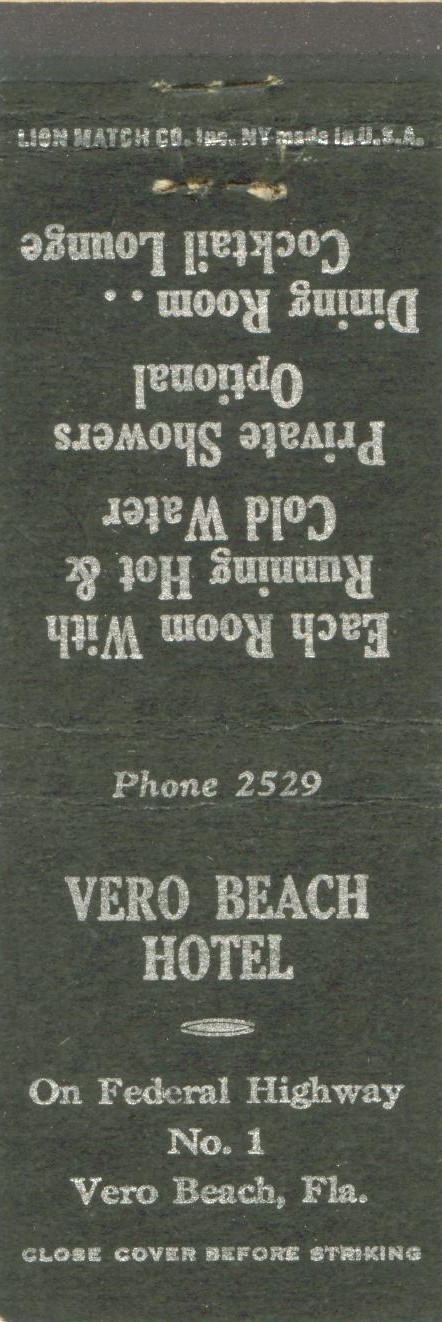 LION MATCH CO. Inc. NY made in U.S.A.
Each Room With
Running Hot &
Cold Water
Private Showers
Optional
Dining Room . .
Cocktail Lounge
Phone 2529
VERO BEACH
HOTEL
On Federal Highway
No. 1
Vero Beach, Fla.
CLOSE COVER BEFORE STRIKING